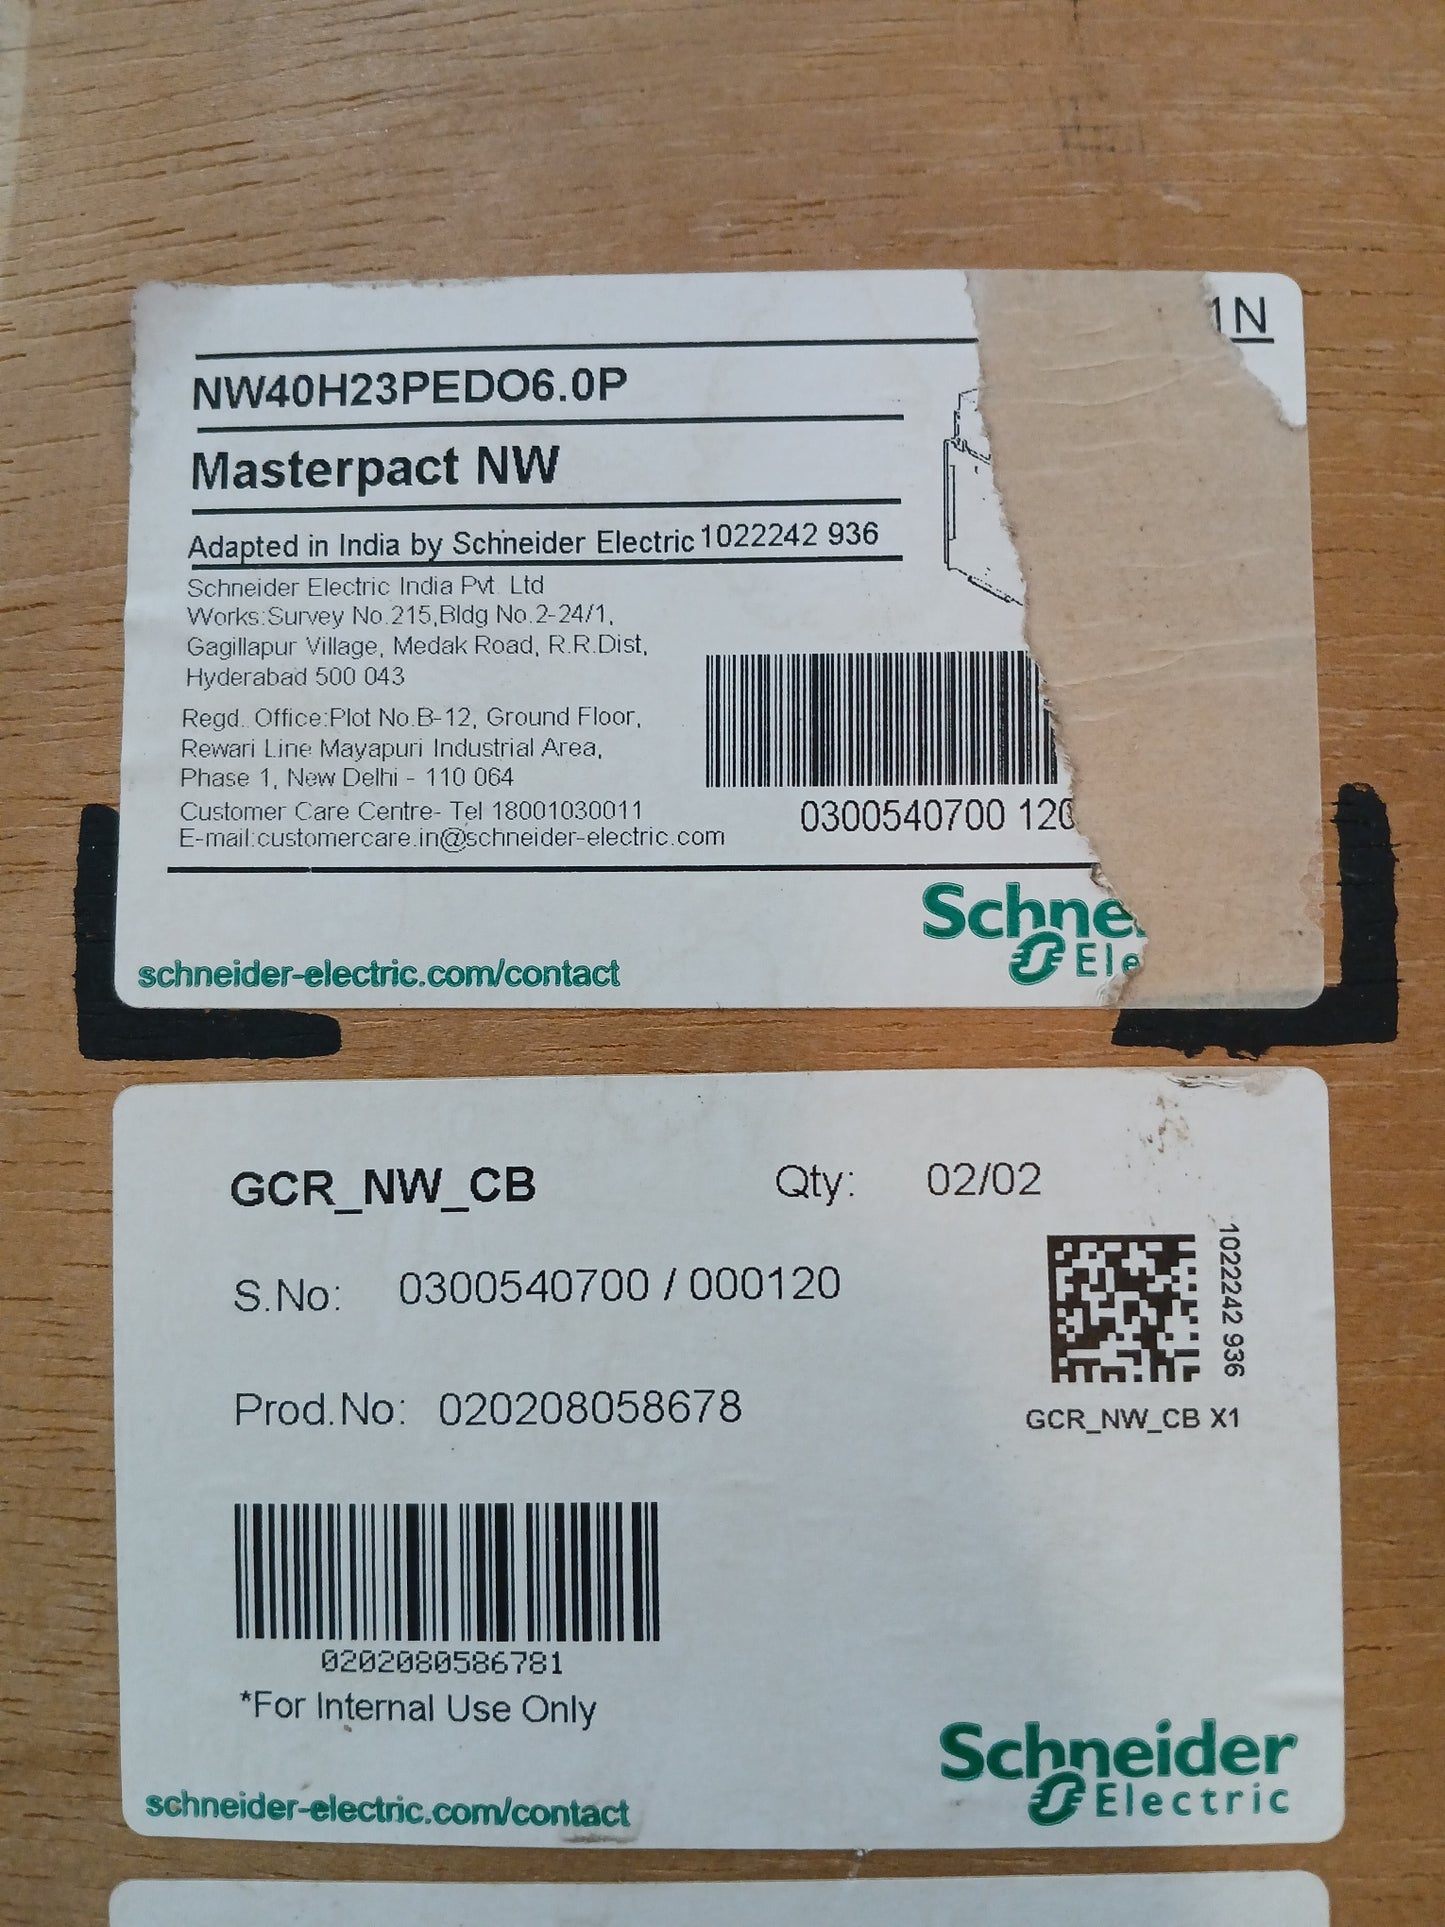 1N
NW40H23PEDO6.0P
Masterpact NW
Adapted in India by Schneider Electric 1022242 936
Schneider Electric India Pvt. Ltd
Works:Survey No.215,Bldg No.2-24/1,
Gagillapur Village, Medak Road, R.R.Dist,
Hyderabad 500 043
Regd. Office:Plot No.B-12, Ground Floor,
Rewari Line Mayapuri Industrial Area,
Phase 1, New Delhi - 110 064
Customer Care Centre- Tel 18001030011
E-mail:customercare.in@schneider-electric.com
0300540700 120
Schne
Ele
schneider-electric.com/contact
GCR_NW_CB Qty: 02/02
S.No: 0300540700 / 000120
1022242 936
Prod.No: 020208058678
GCR_NW_CB X1
0202080586781
*For Internal Use Only
Schneider
Electric
schneider-electric.com/contact